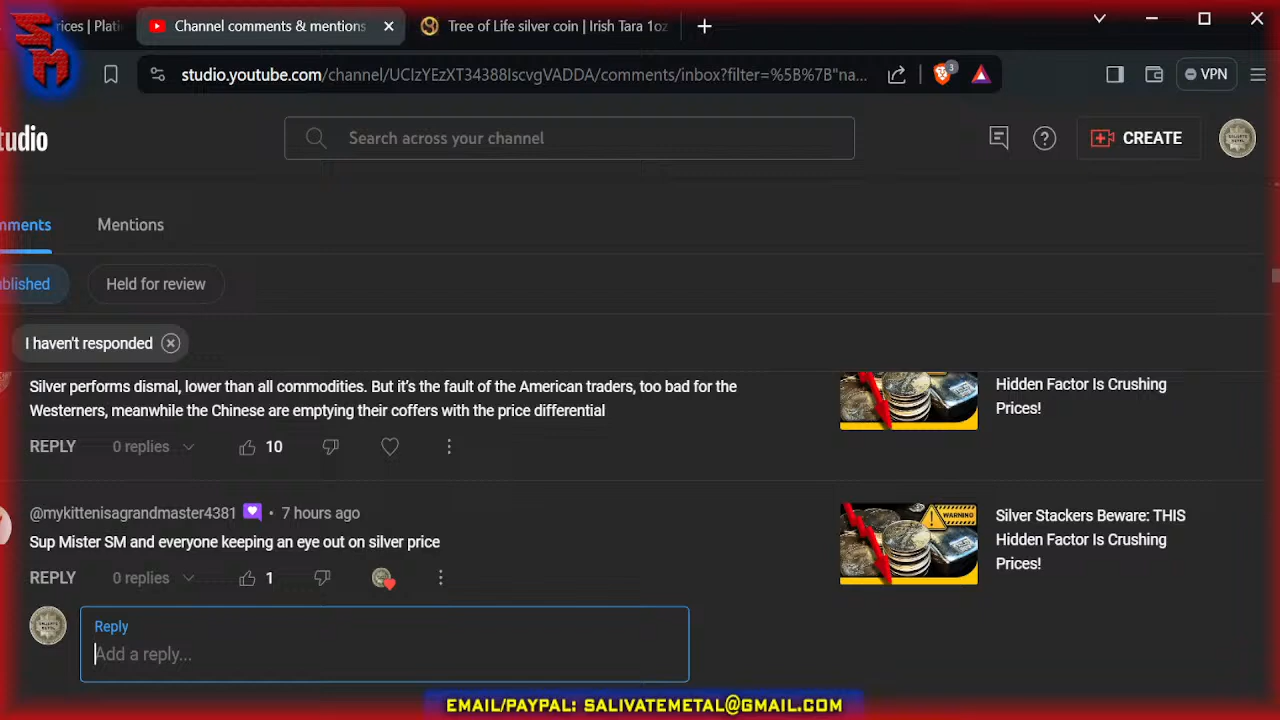 SM
rices | Plati
Channel comments & mentions
Tree of Life silver coin | Irish Tara 1oz
studio.youtube.com/channel/UCIzYEzXT34388IscvgVADDA/comments/inbox?filter=%5B%7B"na...
3
VPN
tudio
Search across your channel
CREATE
mments
Mentions
ublished
Held for review
I haven't responded
Silver performs dismal, lower than all commodities. But it's the fault of the American traders, too bad for the
Westerners, meanwhile the Chinese are emptying their coffers with the price differential
Hidden Factor Is Crushing
Prices!
REPLY 0 replies 10
@mykittenisagrandmaster4381 • 7 hours ago
Sup Mister SM and everyone keeping an eye out on silver price
WARNING
Silver Stackers Beware: THIS
Hidden Factor Is Crushing
Prices!
REPLY 0 replies 1
Reply
Add a reply...
EMAIL/PAYPAL: SALIVATEMETAL@GMAIL.COM